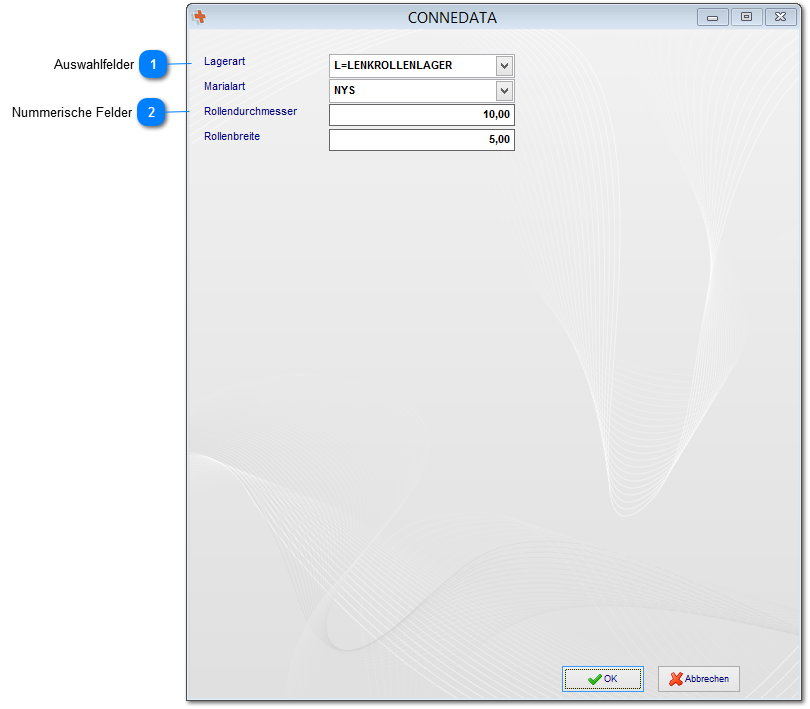 CONNEDATA
Auswahlfelder 1
Lagerart L=LENKROLLENLAGER
Marialart NYS
Nummerische Felder 2
Rollendurchmesser 10,00
Rollenbreite 5,00
OK Abbrechen